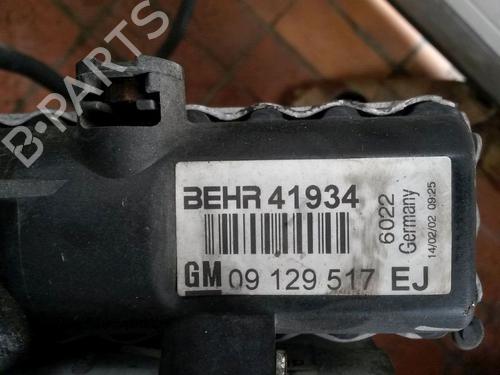 B-PARTS
BEHR 41934
GM 09 129 517 EJ
6022
Germany
14/02/02 09:25